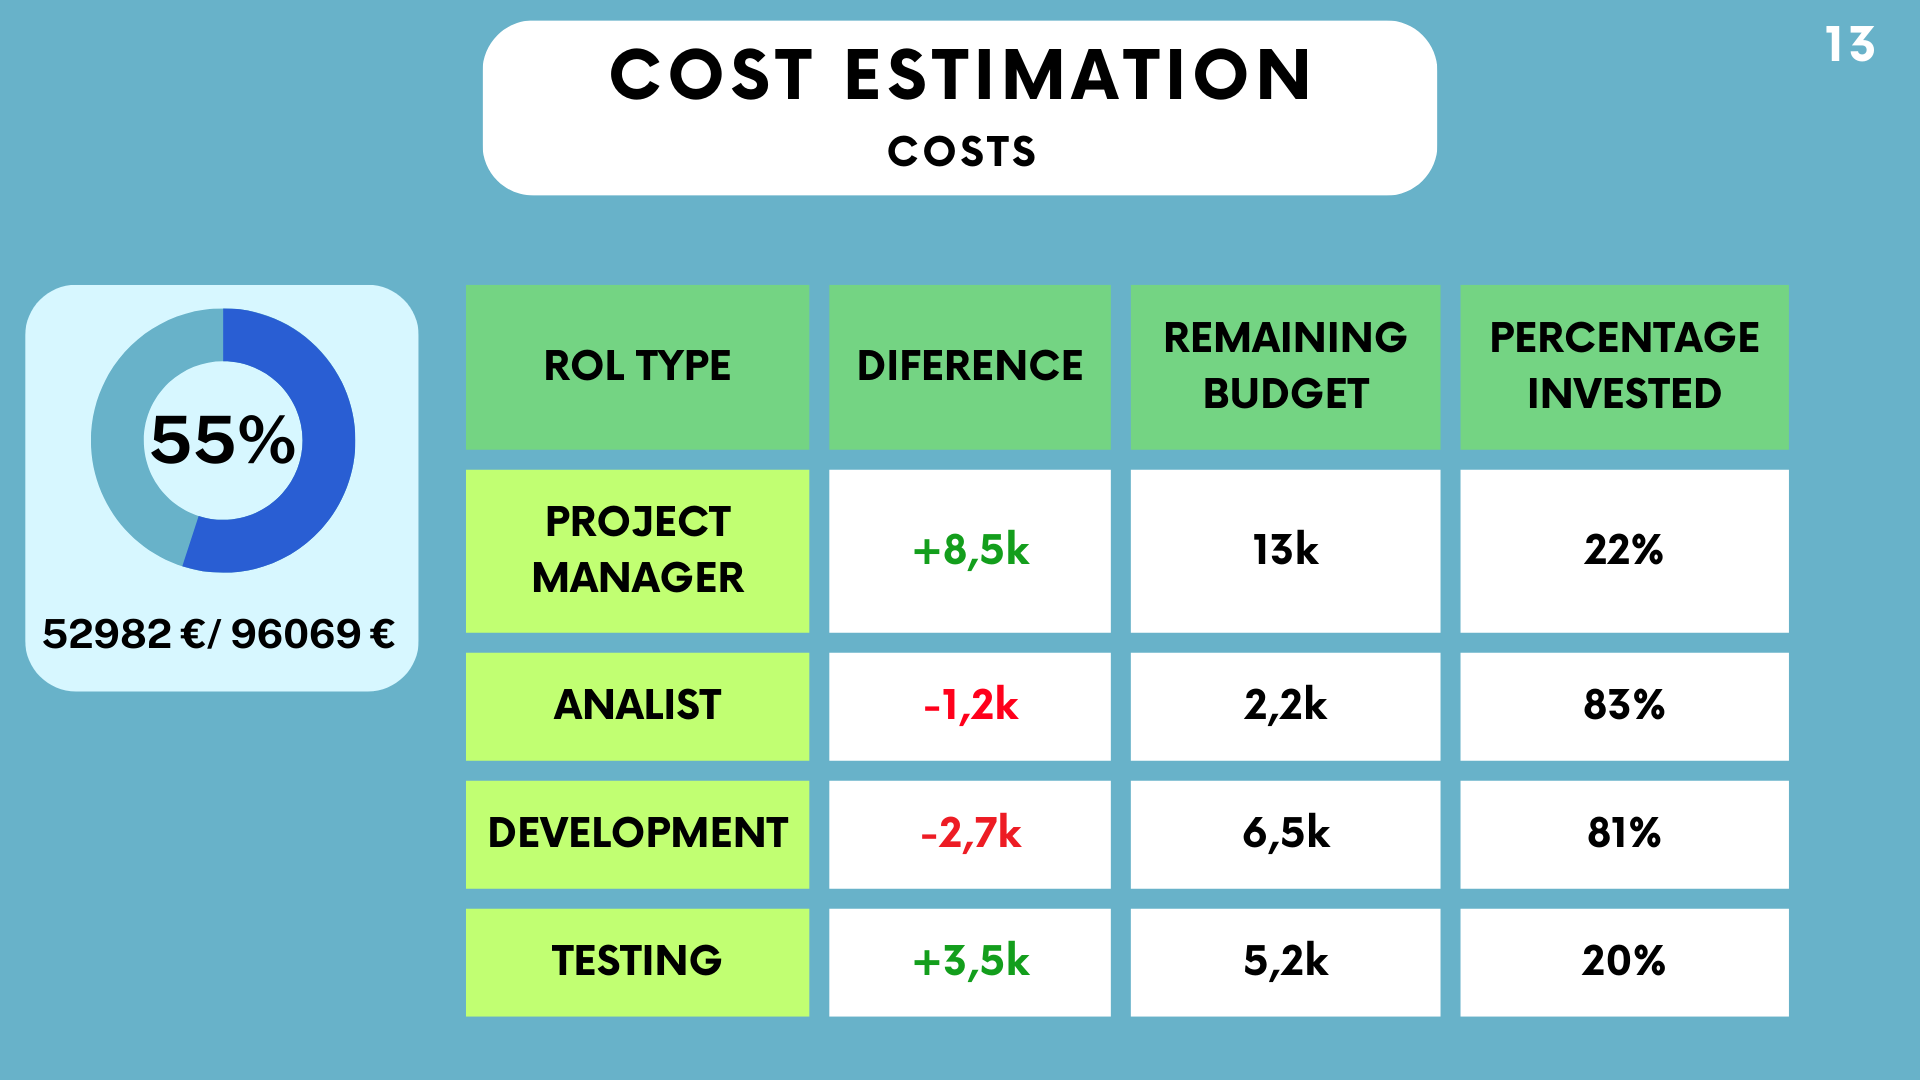 13
COST ESTIMATION
COSTS
55%
52982 €/ 96069 €
ROL TYPE
DIFERENCE
REMAINING
BUDGET
PERCENTAGE
INVESTED
PROJECT
MANAGER
+8,5k
13k
22%
ANALIST
-1,2k
2,2k
83%
DEVELOPMENT
-2,7k
6,5k
81%
TESTING
+3,5k
5,2k
20%